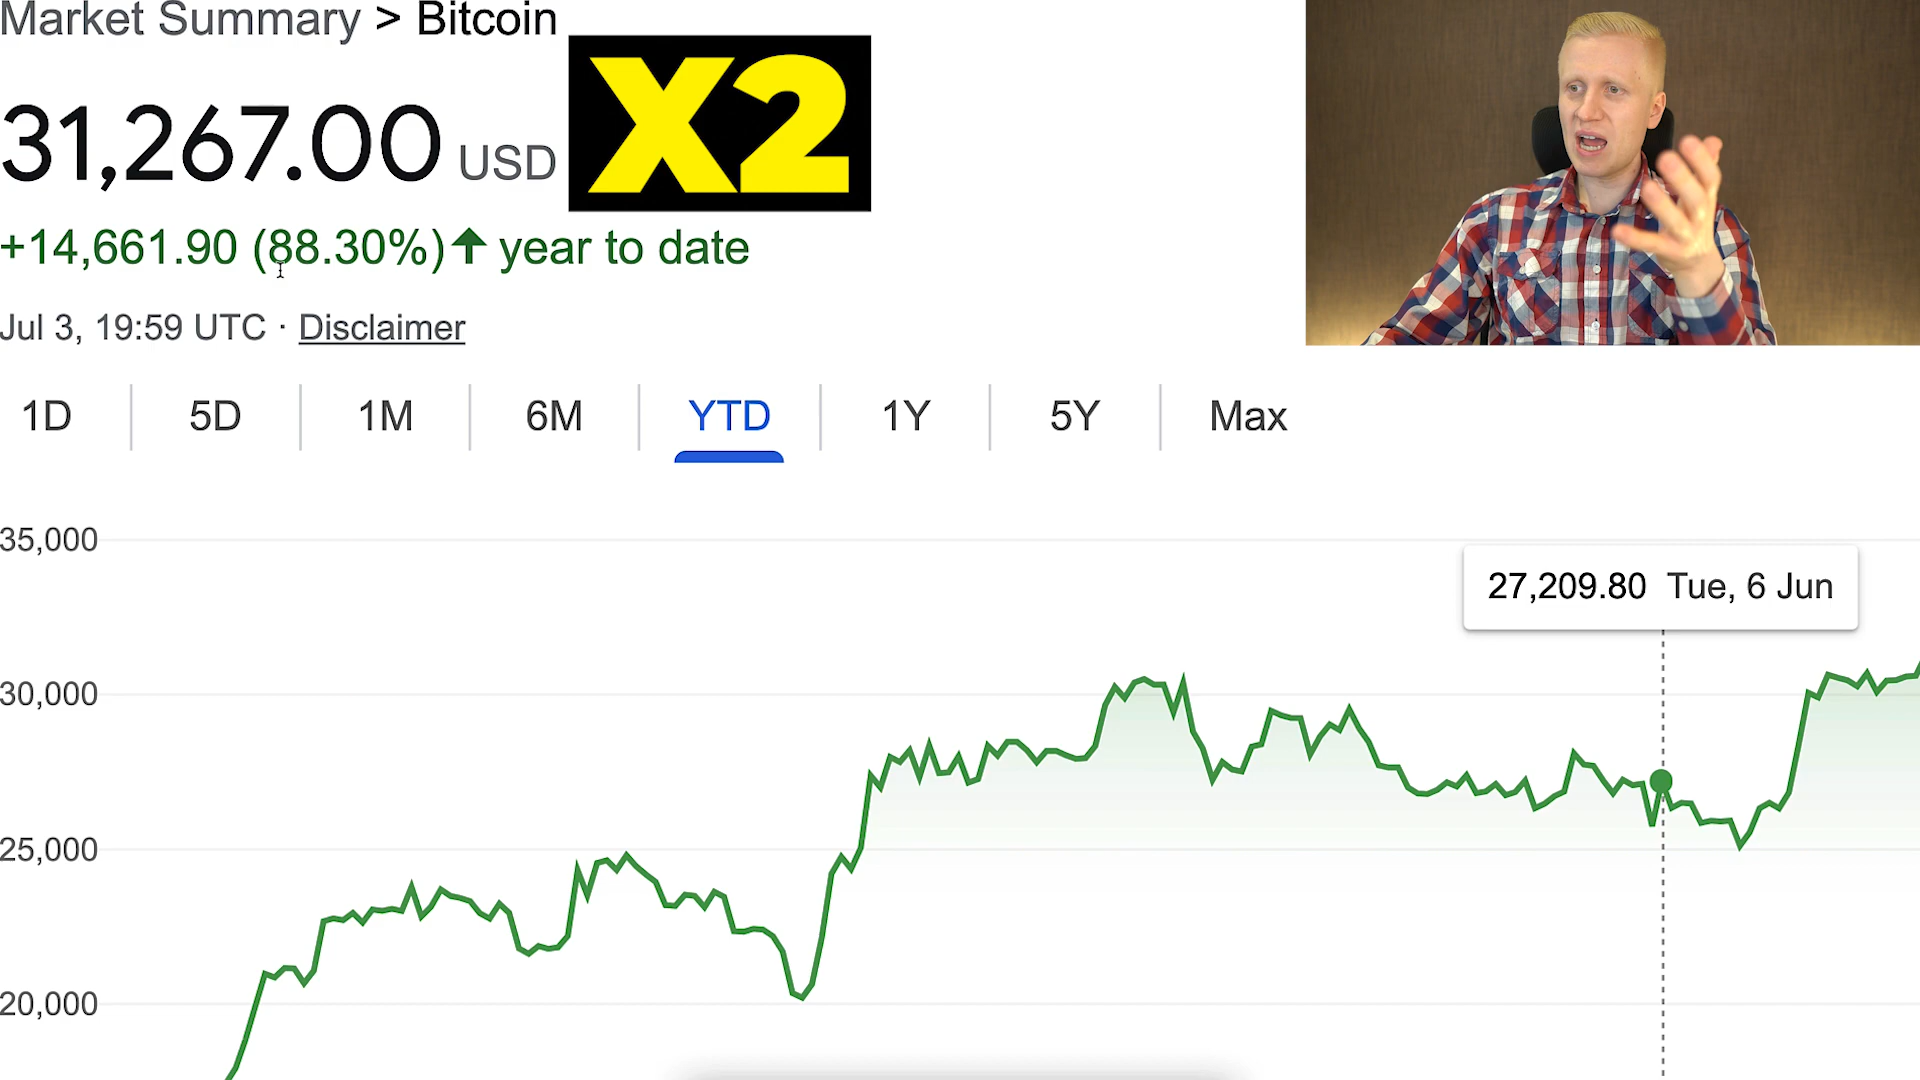 Market Summary > Bitcoin
31,267.00 USD
X2
+14,661.90 (88.30%) ↑ year to date
Jul 3, 19:59 UTC · Disclaimer
1D 5D 1M 6M YTD 1Y 5Y Max
35,000
27,209.80 Tue, 6 Jun
30,000
25,000
20,000